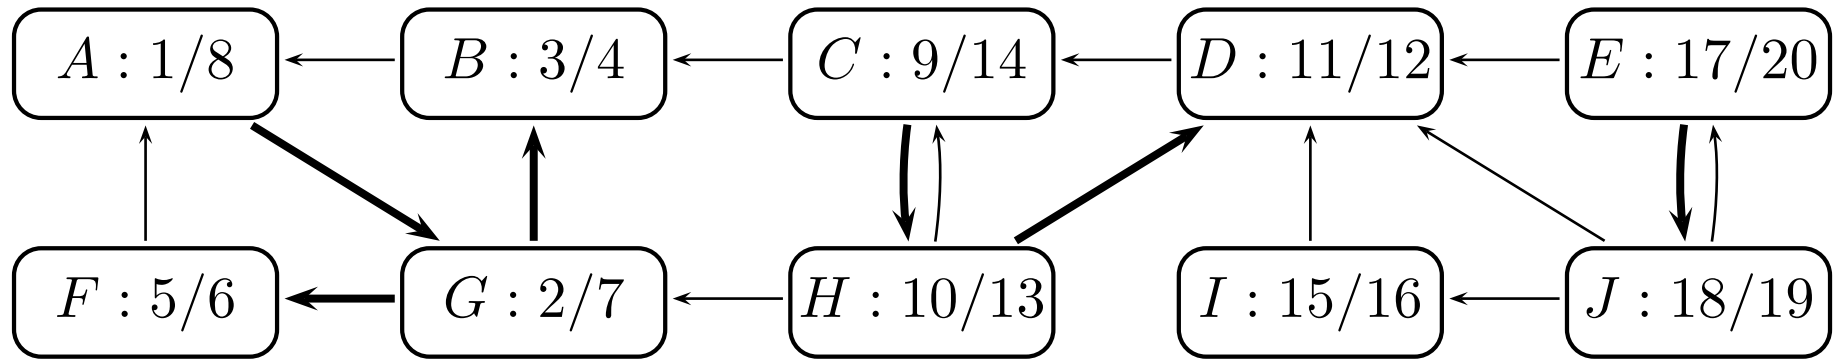 A : 1/8 B : 3/4 C : 9/14 D : 11/12 E : 17/20
F : 5/6 G : 2/7 H : 10/13 I : 15/16 J : 18/19